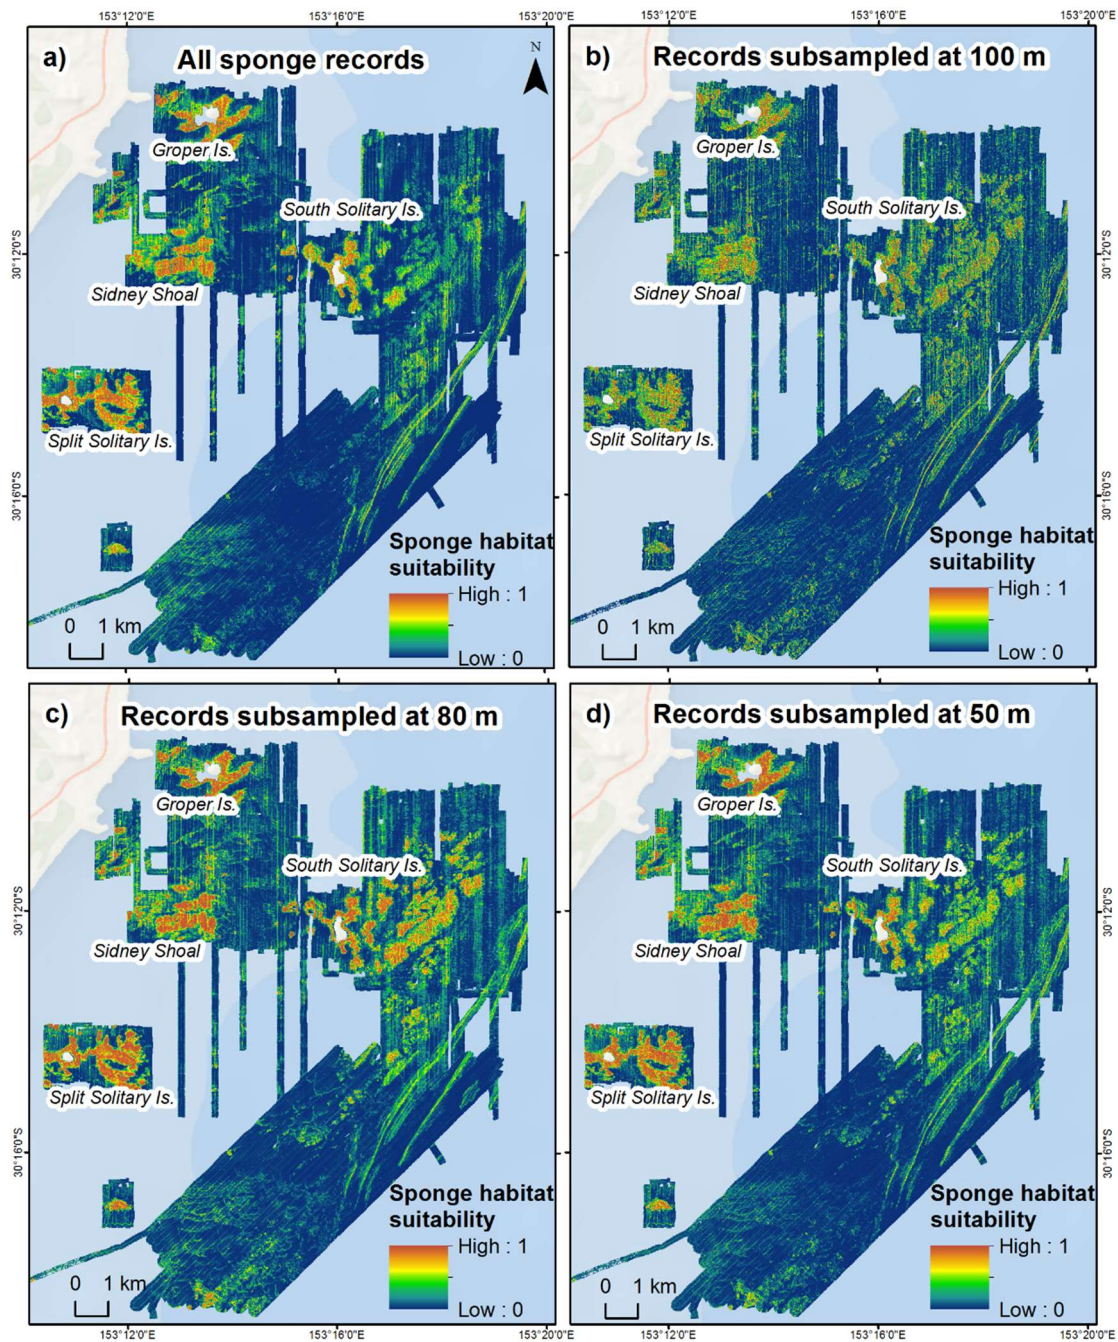 153°12'0"E 153°16'0"E 153°20'0"E
a) All sponge records
N
Groper Is.
South Solitary Is.
Sidney Shoal
Split Solitary Is.
30°12'0"S
30°16'0"S
Sponge habitat
suitability
High : 1
Low : 0
0 1 km
153°12'0"E 153°16'0"E 153°20'0"E
b) Records subsampled at 100 m
Groper Is.
South Solitary Is.
Sidney Shoal
Split Solitary Is.
30°12'0"S
30°16'0"S
Sponge habitat
suitability
High : 1
Low : 0
0 1 km
c) Records subsampled at 80 m
Groper Is.
South Solitary Is.
Sidney Shoal
Split Solitary Is.
30°12'0"S
30°16'0"S
Sponge habitat
suitability
High : 1
Low : 0
0 1 km
153°12'0"E 153°16'0"E 153°20'0"E
d) Records subsampled at 50 m
Groper Is.
South Solitary Is.
Sidney Shoal
Split Solitary Is.
30°12'0"S
30°16'0"S
Sponge habitat
suitability
High : 1
Low : 0
0 1 km
153°12'0"E 153°16'0"E 153°20'0"E